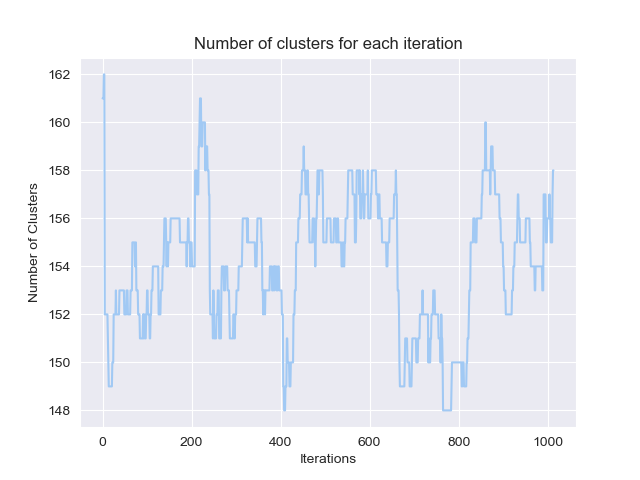 Number of clusters for each iteration
162
160
158
156
154
152
150
148
Number of Clusters
0 200 400 600 800 1000
Iterations